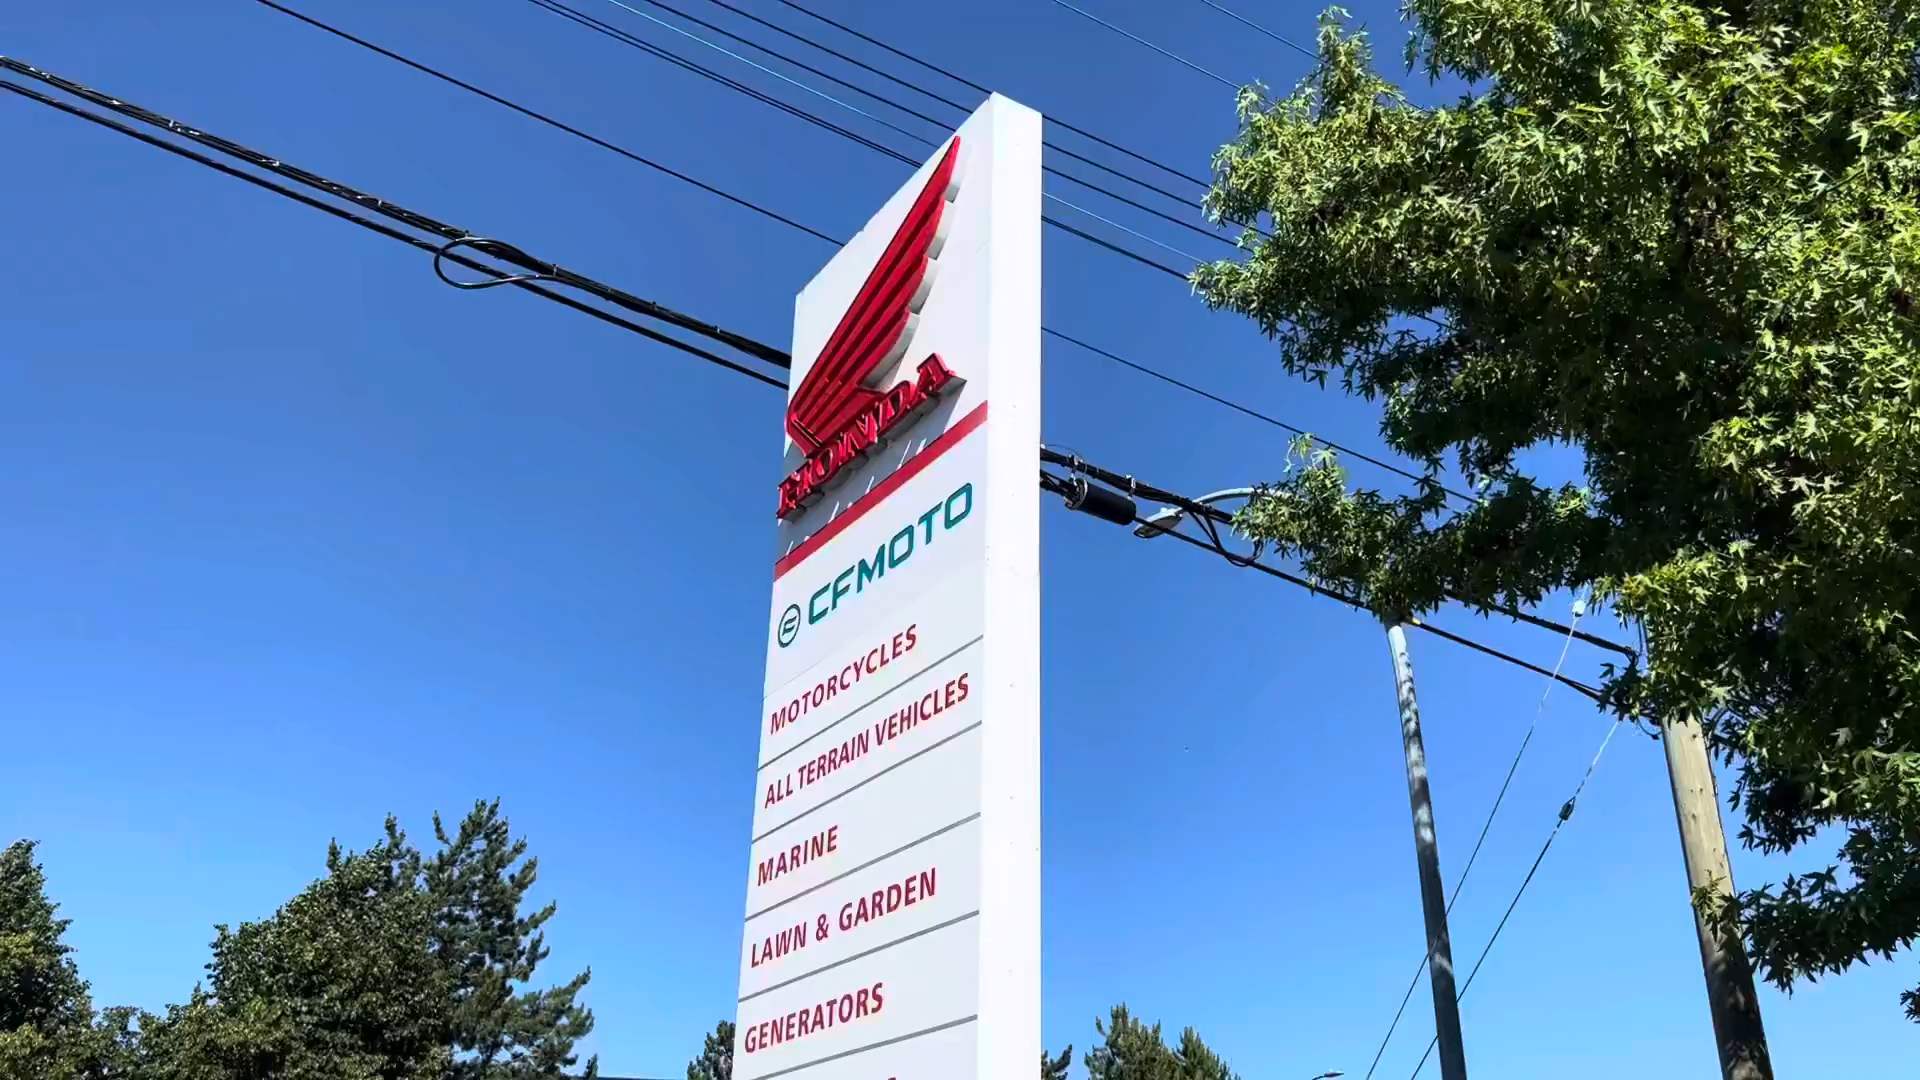 HONDA
CFMOTO
MOTORCYCLES
ALL TERRAIN VEHICLES
MARINE
LAWN & GARDEN
GENERATORS